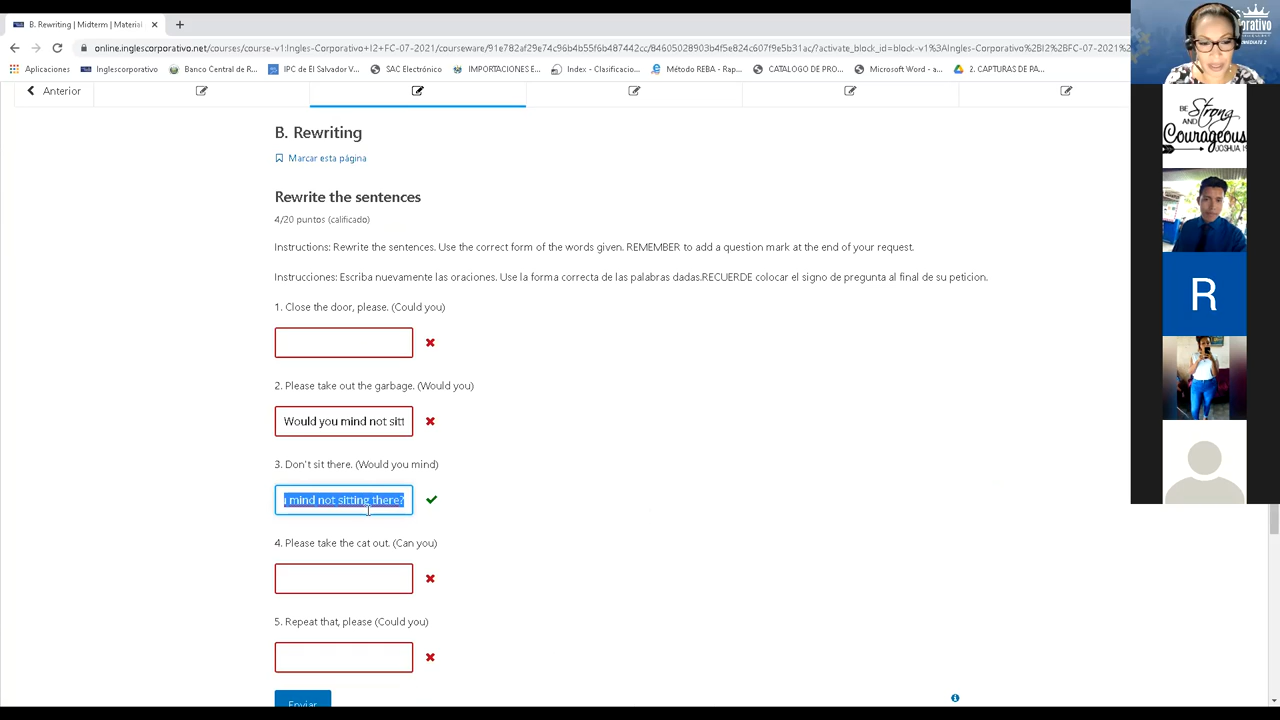 B. Rewriting | Midterm | Material
online.inglescorporativo.net/courses/course-v1:Ingles-Corporativo+I2+FC-07-2021/courseware/91e782af29e74c96b4b55f6b487442cc/84605028903b4f5e824c607f9e5b31ac/?activate_block_id=block-v1%3AIngles-Corporativo%2BI2%2BFC-07-2021%
Aplicaciones Inglescorporativo Banco Central de R... IPC de El Salvador V... SAC Electrónico IMPORTACIONES E... Index - Clasificacio... Método REBA - Rap... CATALOGO DE PRO... Microsoft Word - a... 2. CAPTURAS DE PA...
Anterior
B. Rewriting
Marcar esta página
Rewrite the sentences
4/20 puntos (calificado)
Instructions: Rewrite the sentences. Use the correct form of the words given. REMEMBER to add a question mark at the end of your request.
Instrucciones: Escriba nuevamente las oraciones. Use la forma correcta de las palabras dadas.RECUERDE colocar el signo de pregunta al final de su peticion.
1. Close the door, please. (Could you)
2. Please take out the garbage. (Would you)
Would you mind not sitt
3. Don't sit there. (Would you mind)
u mind not sitting there?
4. Please take the cat out. (Can you)
5. Repeat that, please (Could you)
Enviar
BE
Strong
AND
Courageous
JOSHUA 1:9
R